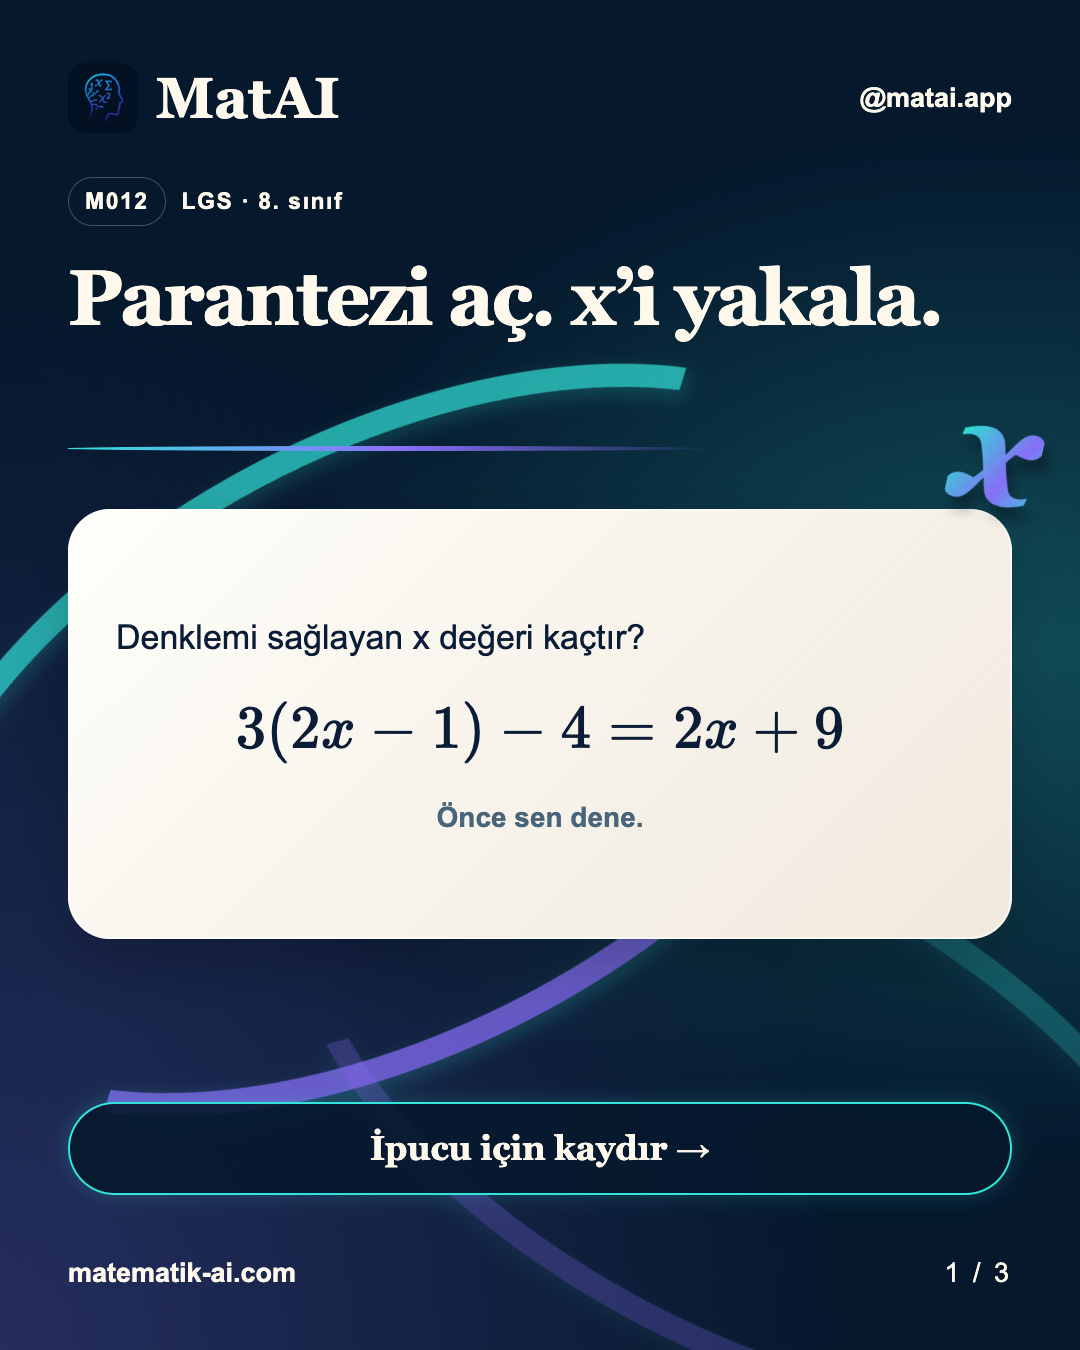 MatAI
@matai.app
M012
LGS · 8. sınıf
Parantezi aç. x’i yakala.
x
Denklemi sağlayan x değeri kaçtır?
3(2x − 1) − 4 = 2x + 9
Önce sen dene.
İpucu için kaydır →
matematik-ai.com
1 / 3